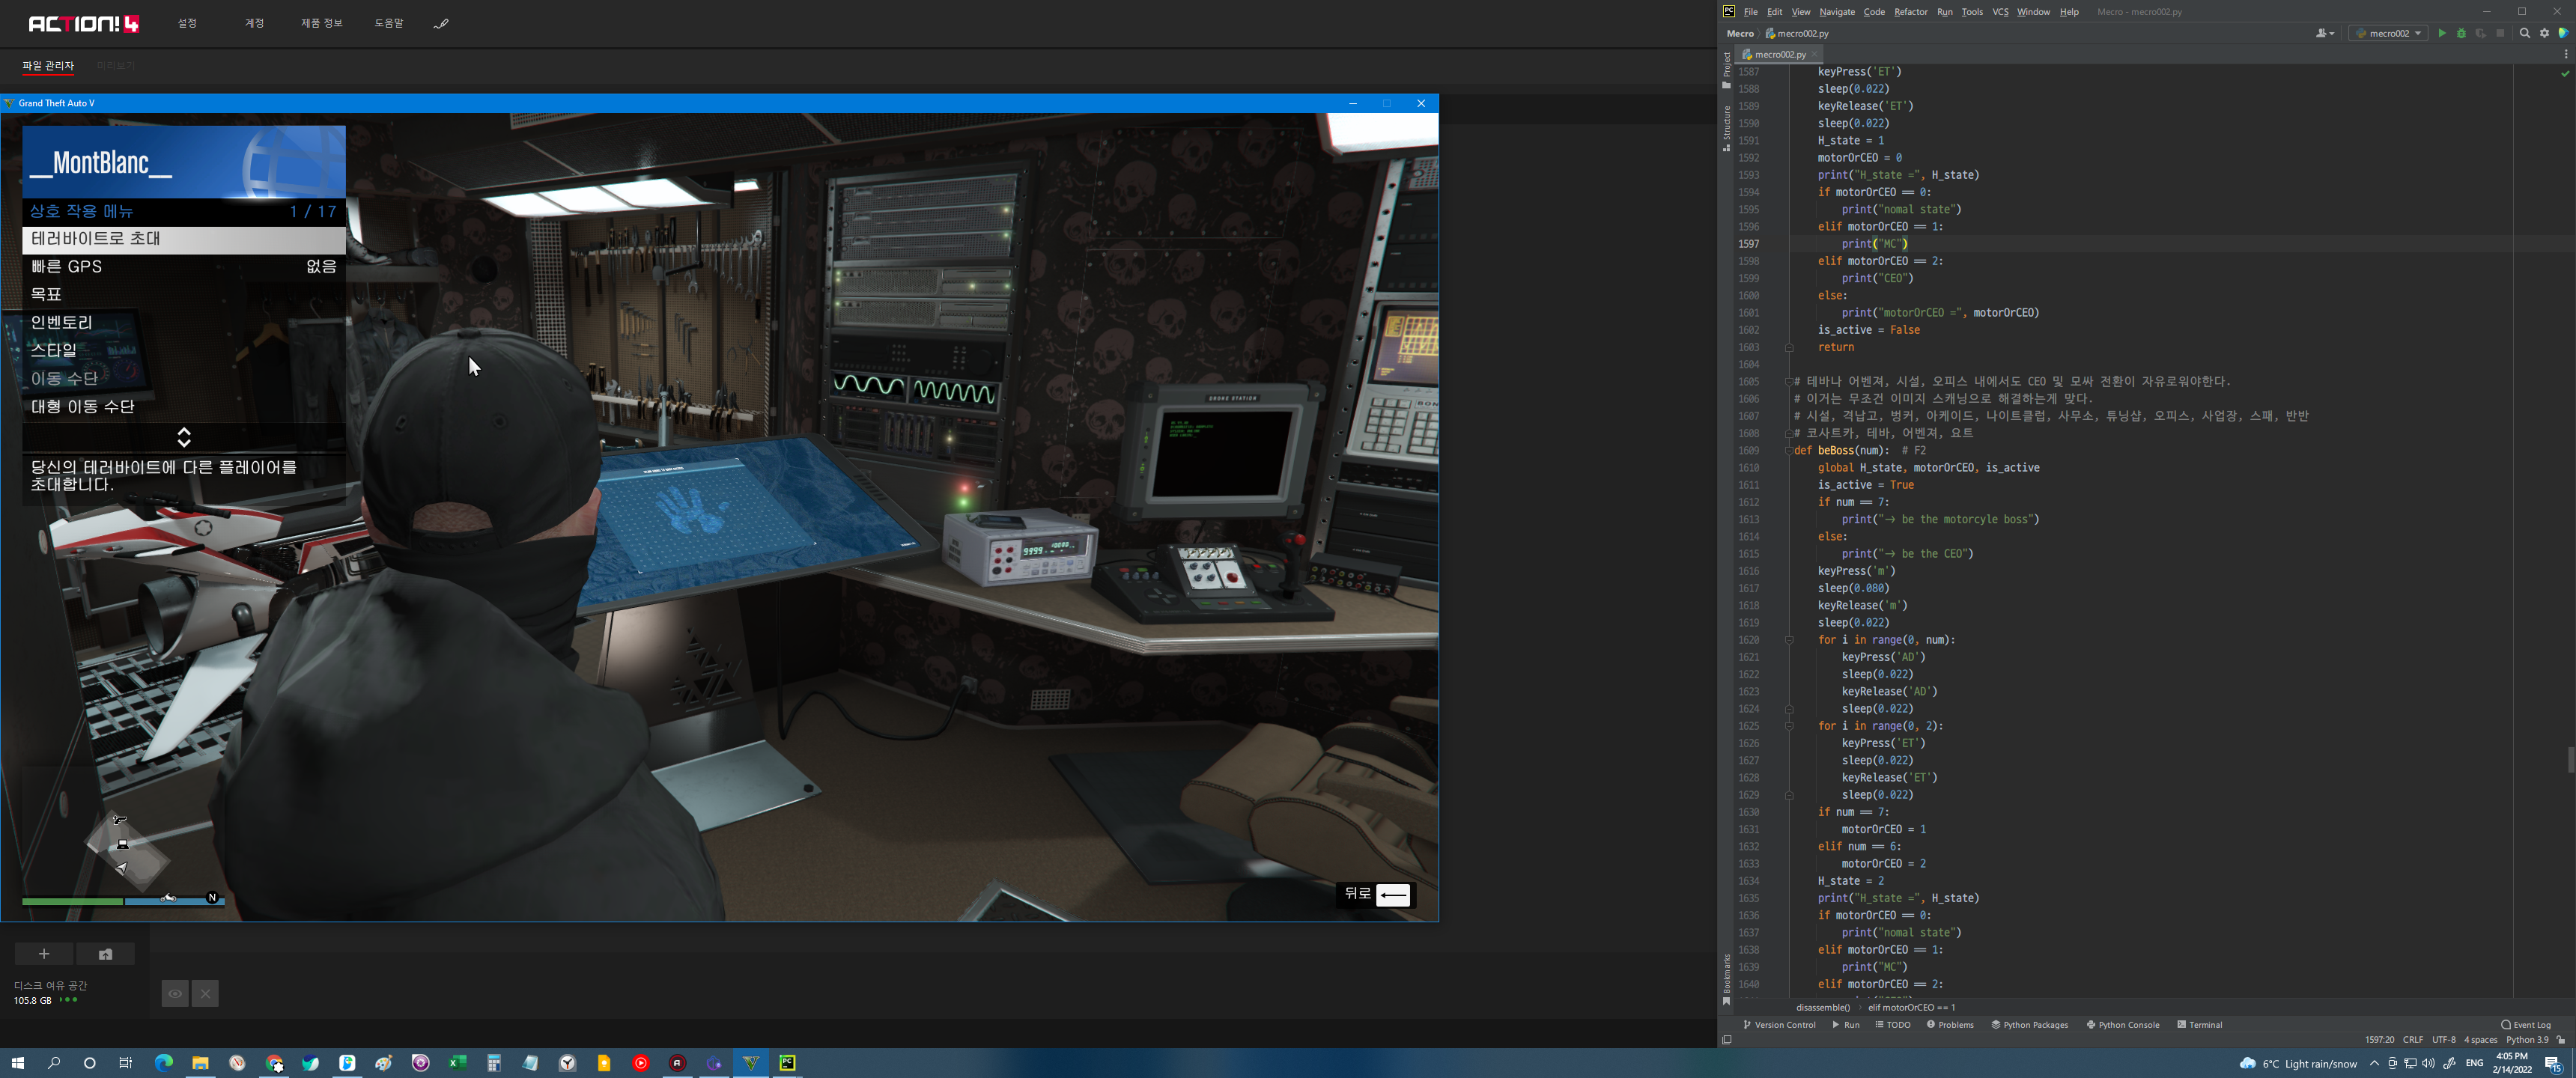 ACTION! 4
설정 계정 제품 정보 도움말
파일 관리자 미리보기
Grand Theft Auto V
__MontBlanc__
상호 작용 메뉴 1 / 17
테러바이트로 초대
빠른 GPS 없음
목표
인벤토리
스타일
이동 수단
대형 이동 수단
당신의 테러바이트에 다른 플레이어를
초대합니다.
DRONE STATION
N
뒤로
디스크 여유 공간
105.8 GB
PC File Edit View Navigate Code Refactor Run Tools VCS Window Help Mecro - mecro002.py
Mecro mecro002.py mecro002
mecro002.py
Project
Structure
Bookmarks
1587 keyPress('ET')
1588 sleep(0.022)
1589 keyRelease('ET')
1590 sleep(0.022)
1591 H_state = 1
1592 motorOrCEO = 0
1593 print("H_state =", H_state)
1594 if motorOrCEO == 0:
1595 print("nomal state")
1596 elif motorOrCEO == 1:
1597 print("MC")
1598 elif motorOrCEO == 2:
1599 print("CEO")
1600 else:
1601 print("motorOrCEO =", motorOrCEO)
1602 is_active = False
1603 return
1604
1605 # 테바나 어벤져, 시설, 오피스 내에서도 CEO 및 모싸 전환이 자유로워야한다.
1606 # 이거는 무조건 이미지 스캐닝으로 해결하는게 맞다.
1607 # 시설, 격납고, 벙커, 아케이드, 나이트클럽, 사무소, 튜닝샵, 오피스, 사업장, 스패, 반반
1608 # 코사트카, 테바, 어벤져, 요트
1609 def beBoss(num): # F2
1610 global H_state, motorOrCEO, is_active
1611 is_active = True
1612 if num == 7:
1613 print("-> be the motorcyle boss")
1614 else:
1615 print("-> be the CEO")
1616 keyPress('m')
1617 sleep(0.080)
1618 keyRelease('m')
1619 sleep(0.022)
1620 for i in range(0, num):
1621 keyPress('AD')
1622 sleep(0.022)
1623 keyRelease('AD')
1624 sleep(0.022)
1625 for i in range(0, 2):
1626 keyPress('ET')
1627 sleep(0.022)
1628 keyRelease('ET')
1629 sleep(0.022)
1630 if num == 7:
1631 motorOrCEO = 1
1632 elif num == 6:
1633 motorOrCEO = 2
1634 H_state = 2
1635 print("H_state =", H_state)
1636 if motorOrCEO == 0:
1637 print("nomal state")
1638 elif motorOrCEO == 1:
1639 print("MC")
1640 elif motorOrCEO == 2:
disassemble() elif motorOrCEO == 1
Version Control Run TODO Problems Python Packages Python Console Terminal Event Log
1597:20 CRLF UTF-8 4 spaces Python 3.9
6°C Light rain/snow ENG
4:05 PM
2/14/2022
15